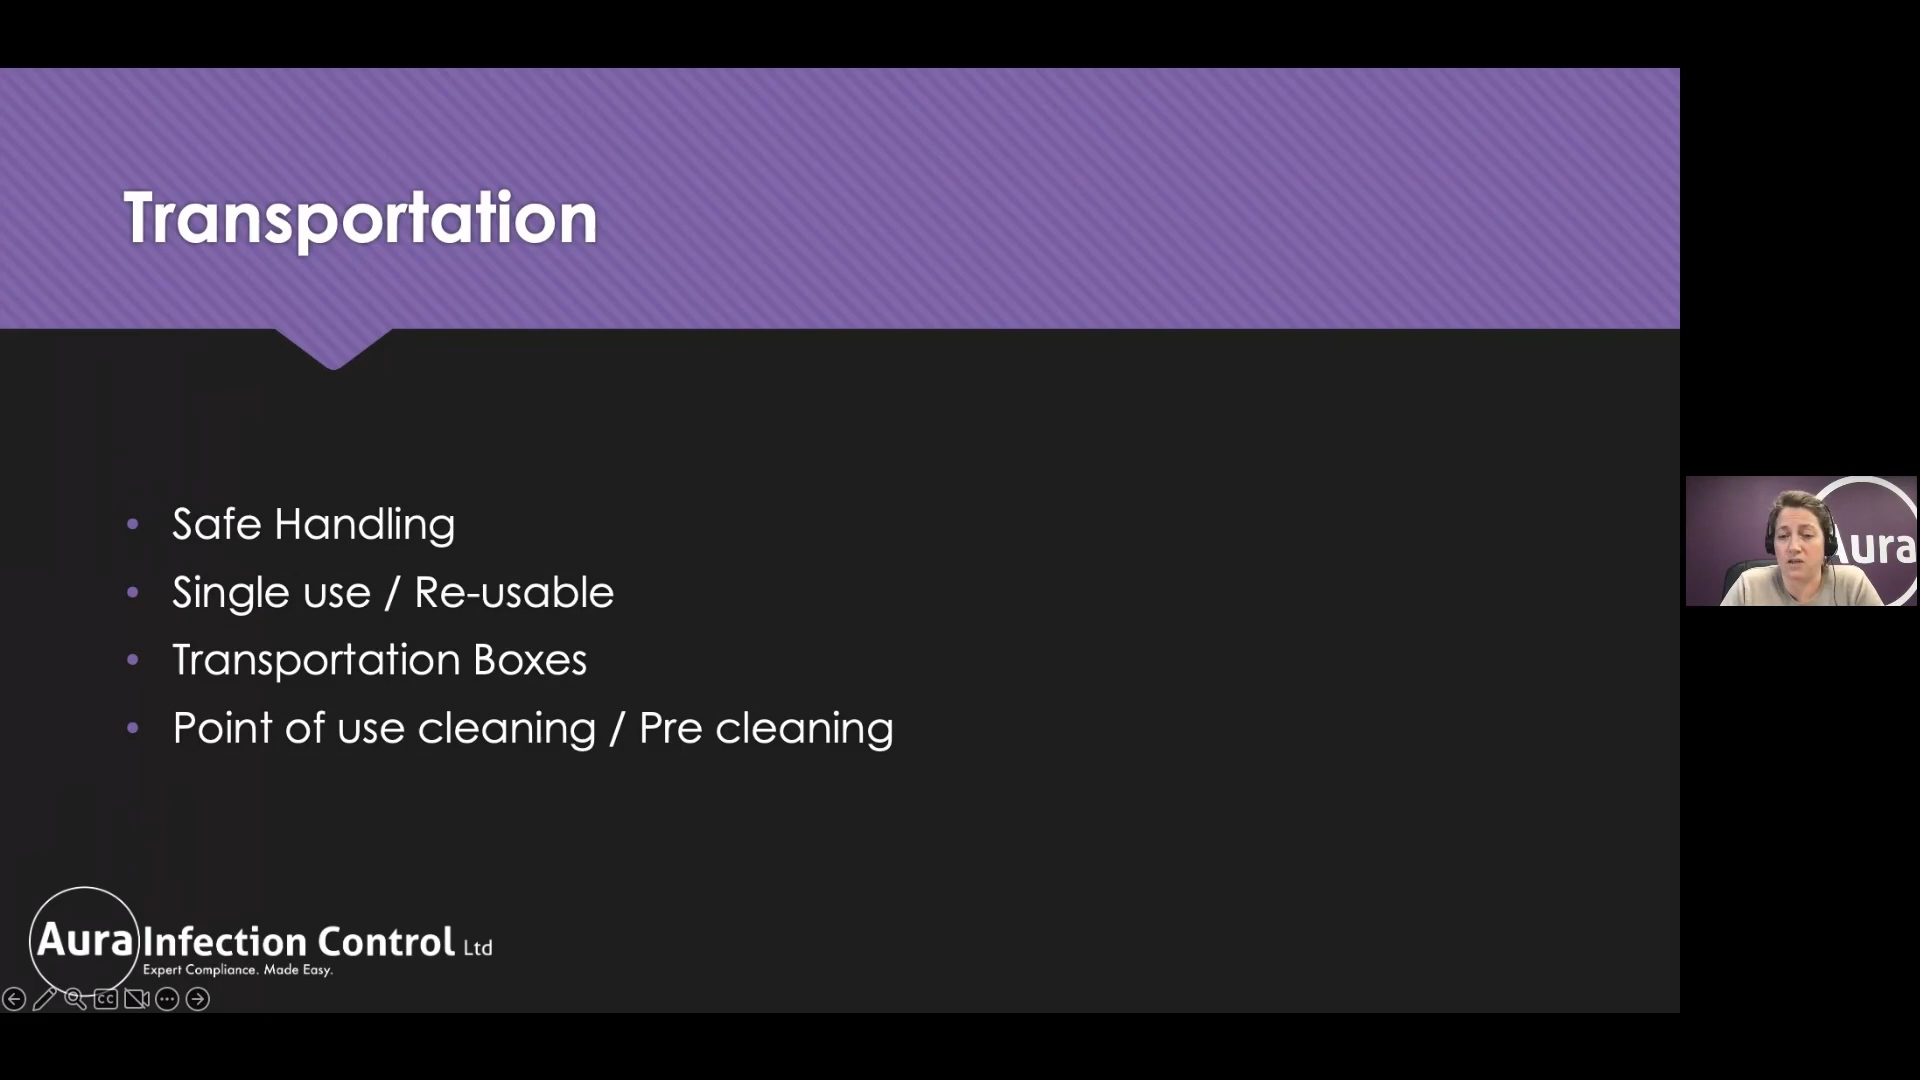 Transportation
Safe Handling
Single use / Re-usable
Transportation Boxes
Point of use cleaning / Pre cleaning
Aura Infection Control Ltd
Expert Compliance. Made Easy.
CC
Aura